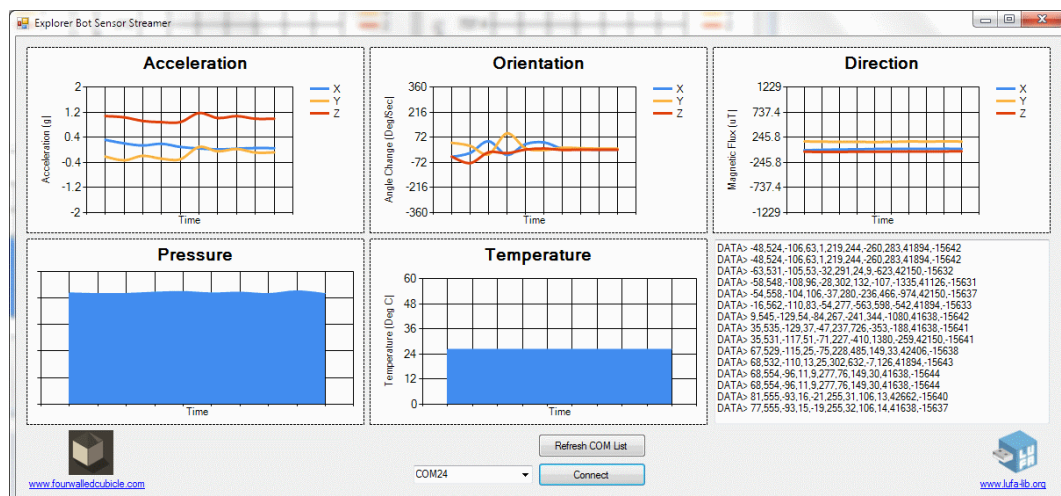 Explorer Bot Sensor Streamer
Acceleration
Acceleration [g]
2
1.2
0.4
-0.4
-1.2
-2
Time
X
Y
Z
Orientation
Angle Change [Deg/Sec]
360
216
72
-72
-216
-360
Time
X
Y
Z
Direction
Magnetic Flux [uT]
1229
737.4
245.8
-245.8
-737.4
-1229
Time
X
Y
Z
Pressure
Time
Temperature
Temperature [Deg C]
60
48
36
24
12
0
Time
DATA> -48,524,-106,63,1,219,244,-260,283,41894,-15642
DATA> -48,524,-106,63,1,219,244,-260,283,41894,-15642
DATA> -63,531,-105,53,-32,291,24,9,-623,42150,-15632
DATA> -58,548,-108,96,-28,302,132,-107,-1335,41126,-15631
DATA> -54,558,-104,106,-37,280,-236,466,-974,42150,-15637
DATA> -16,562,-110,83,-54,277,-563,598,-542,41894,-15633
DATA> 9,545,-129,54,-84,267,-241,344,-1080,41638,-15642
DATA> 35,535,-129,37,-47,237,726,-353,-188,41638,-15641
DATA> 35,531,-117,51,-71,227,-410,1380,-259,42150,-15641
DATA> 67,529,-115,25,-75,228,485,149,33,42406,-15638
DATA> 68,532,-110,13,25,302,632,-7,126,41894,-15643
DATA> 68,554,-96,11,9,277,76,149,30,41638,-15644
DATA> 68,554,-96,11,9,277,76,149,30,41638,-15644
DATA> 81,555,-93,16,-21,255,31,106,13,42662,-15640
DATA> 77,555,-93,15,-19,255,32,106,14,41638,-15637
www.fourwalledcubicle.com
Refresh COM List
COM24
Connect
LUFA
www.lufa-lib.org